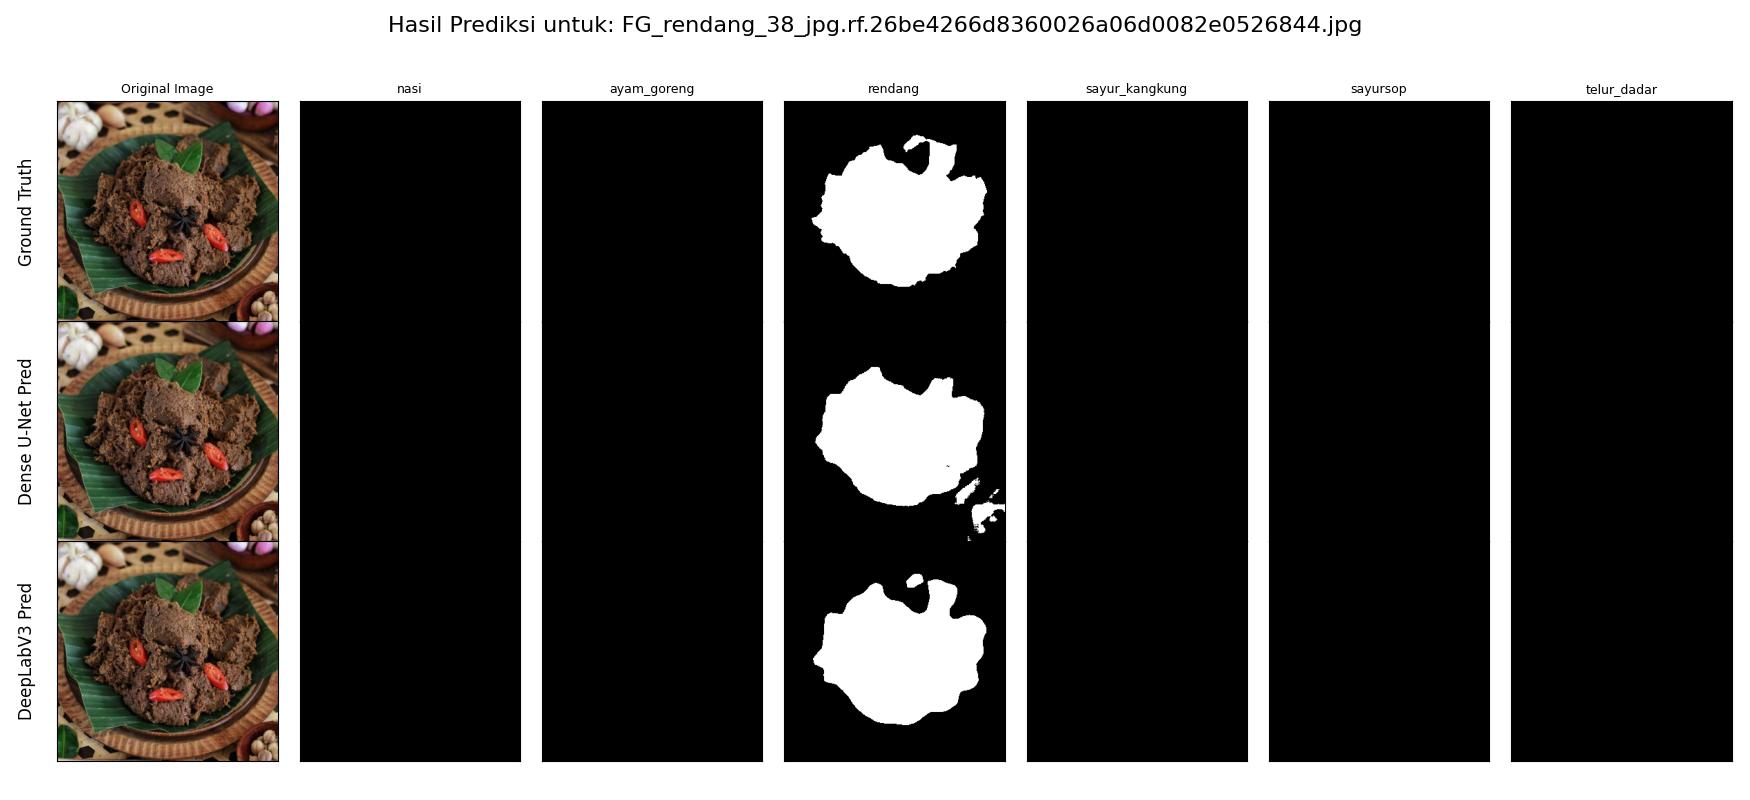 Hasil Prediksi untuk: FG_rendang_38_jpg.rf.26be4266d8360026a06d0082e0526844.jpg
Original Image
nasi
ayam_goreng
rendang
sayur_kangkung
sayursop
telur_dadar
Ground Truth
Dense U-Net Pred
DeepLabV3 Pred